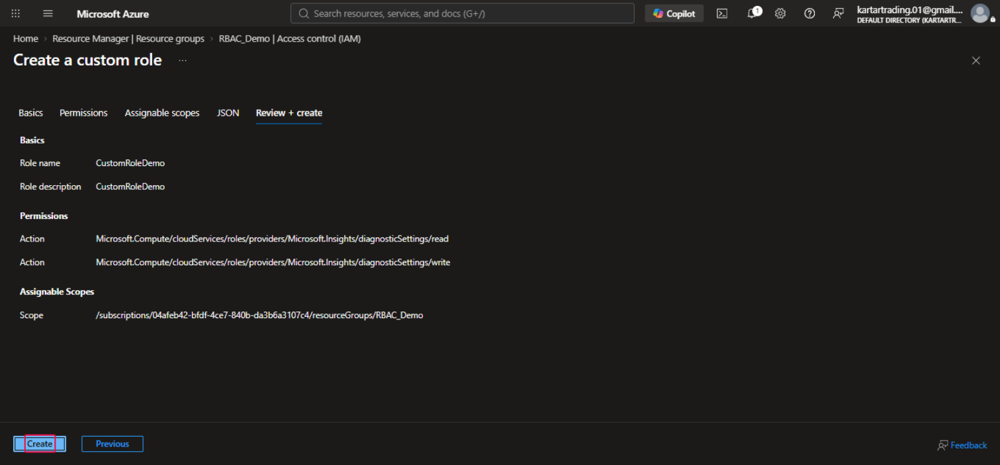 Microsoft Azure
Search resources, services, and docs (G+/)
Copilot
1
kartartrading.01@gmail....
DEFAULT DIRECTORY (KARTARTR...
Home > Resource Manager | Resource groups > RBAC_Demo | Access control (IAM)
Create a custom role ...
Basics Permissions Assignable scopes JSON Review + create
Basics
Role name CustomRoleDemo
Role description CustomRoleDemo
Permissions
Action Microsoft.Compute/cloudServices/roles/providers/Microsoft.Insights/diagnosticSettings/read
Action Microsoft.Compute/cloudServices/roles/providers/Microsoft.Insights/diagnosticSettings/write
Assignable Scopes
Scope /subscriptions/04afeb42-bfdf-4ce7-840b-da3b6a3107c4/resourceGroups/RBAC_Demo
Create Previous
Feedback